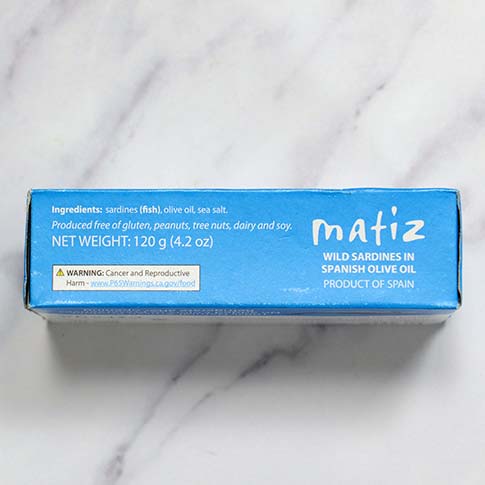 Ingredients: sardines (fish), olive oil, sea salt.
Produced free of gluten, peanuts, tree nuts, dairy and soy.
NET WEIGHT: 120 g (4.2 oz)
WARNING: Cancer and Reproductive
Harm - www.P65Warnings.ca.gov/food
matiz
WILD SARDINES IN
SPANISH OLIVE OIL
PRODUCT OF SPAIN